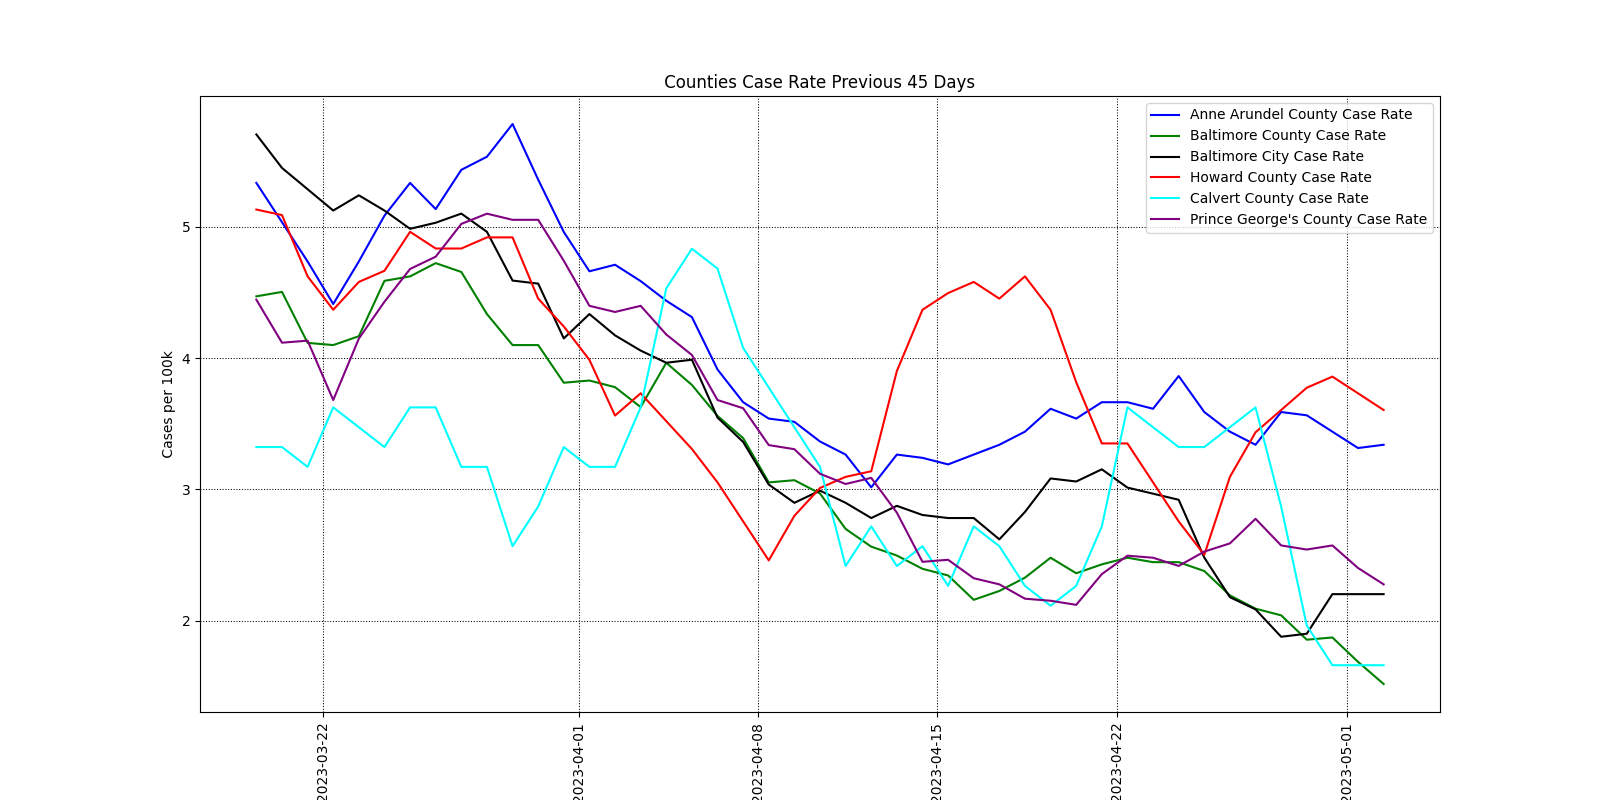 Counties Case Rate Previous 45 Days
Anne Arundel County Case Rate
Baltimore County Case Rate
Baltimore City Case Rate
Howard County Case Rate
Calvert County Case Rate
Prince George's County Case Rate
Cases per 100k
5
4
3
2
2023-03-22
2023-04-01
2023-04-08
2023-04-15
2023-04-22
2023-05-01